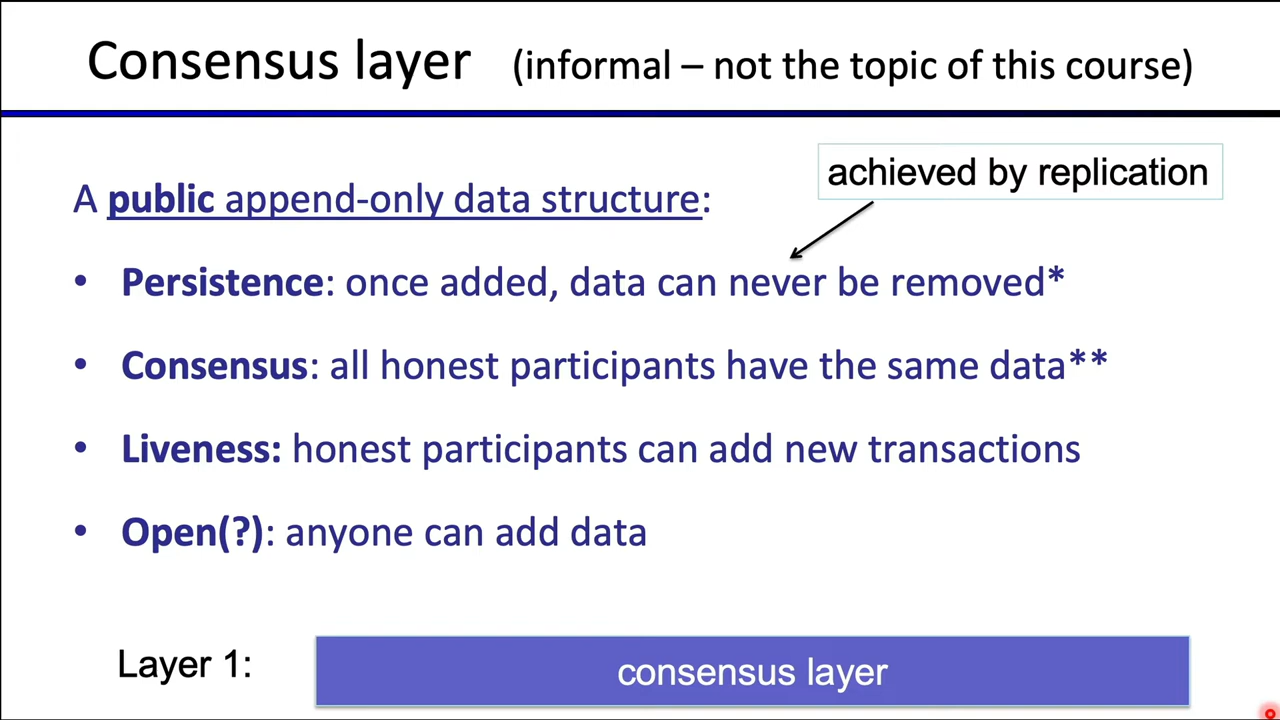 Consensus layer (informal – not the topic of this course)
achieved by replication
A public append-only data structure:
• Persistence: once added, data can never be removed*
• Consensus: all honest participants have the same data**
• Liveness: honest participants can add new transactions
• Open(?): anyone can add data
Layer 1: consensus layer